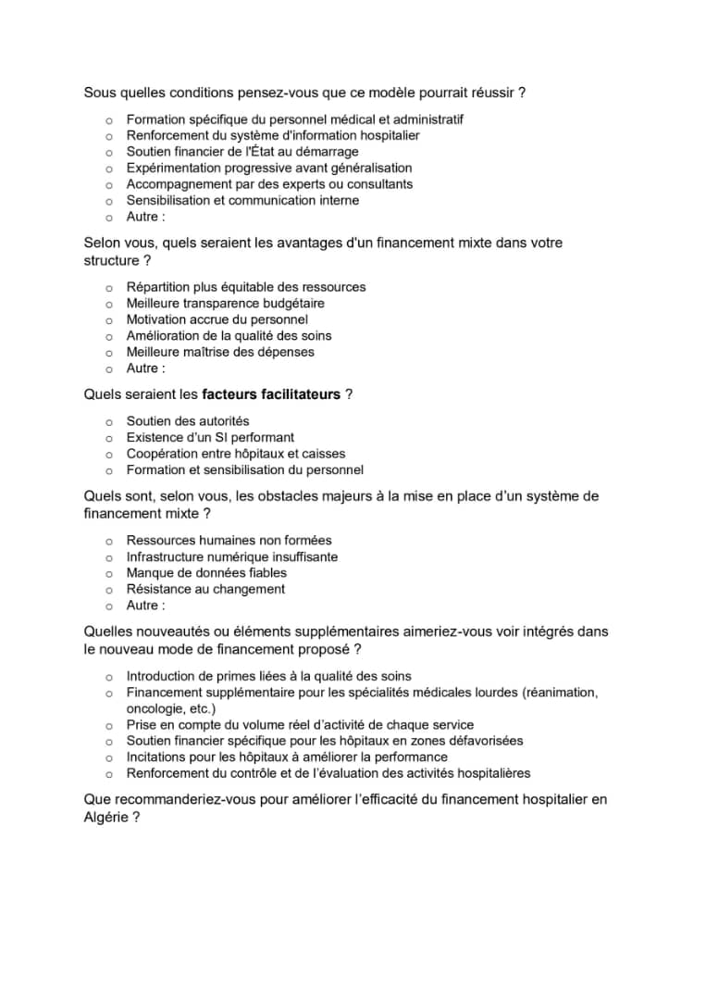 Sous quelles conditions pensez-vous que ce modèle pourrait réussir ?
o Formation spécifique du personnel médical et administratif
o Renforcement du système d'information hospitalier
o Soutien financier de l'État au démarrage
o Expérimentation progressive avant généralisation
o Accompagnement par des experts ou consultants
o Sensibilisation et communication interne
o Autre :
Selon vous, quels seraient les avantages d'un financement mixte dans votre
structure ?
o Répartition plus équitable des ressources
o Meilleure transparence budgétaire
o Motivation accrue du personnel
o Amélioration de la qualité des soins
o Meilleure maîtrise des dépenses
o Autre :
Quels seraient les facteurs facilitateurs ?
o Soutien des autorités
o Existence d'un SI performant
o Coopération entre hôpitaux et caisses
o Formation et sensibilisation du personnel
Quels sont, selon vous, les obstacles majeurs à la mise en place d'un système de
financement mixte ?
o Ressources humaines non formées
o Infrastructure numérique insuffisante
o Manque de données fiables
o Résistance au changement
o Autre :
Quelles nouveautés ou éléments supplémentaires aimeriez-vous voir intégrés dans
le nouveau mode de financement proposé ?
o Introduction de primes liées à la qualité des soins
o Financement supplémentaire pour les spécialités médicales lourdes (réanimation,
oncologie, etc.)
o Prise en compte du volume réel d'activité de chaque service
o Soutien financier spécifique pour les hôpitaux en zones défavorisées
o Incitations pour les hôpitaux à améliorer la performance
o Renforcement du contrôle et de l'évaluation des activités hospitalières
Que recommanderiez-vous pour améliorer l'efficacité du financement hospitalier en
Algérie ?